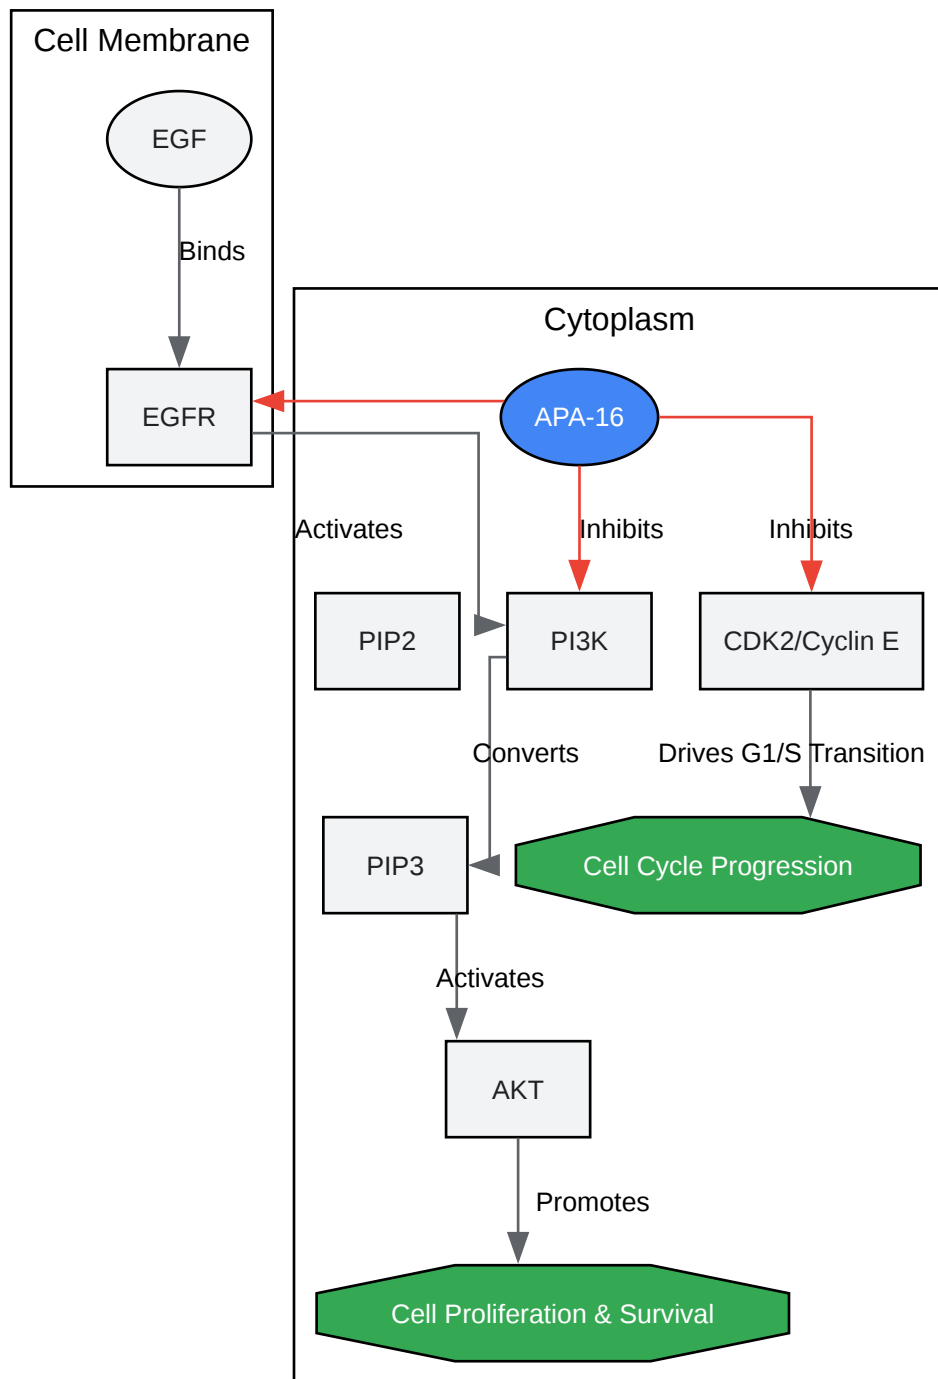 Cell Membrane
EGF
Binds
Cytoplasm
EGFR
APA-16
Activates
Inhibits
Inhibits
PIP2
PI3K
CDK2/Cyclin E
Converts
Drives G1/S Transition
PIP3
Cell Cycle Progression
Activates
AKT
Promotes
Cell Proliferation & Survival